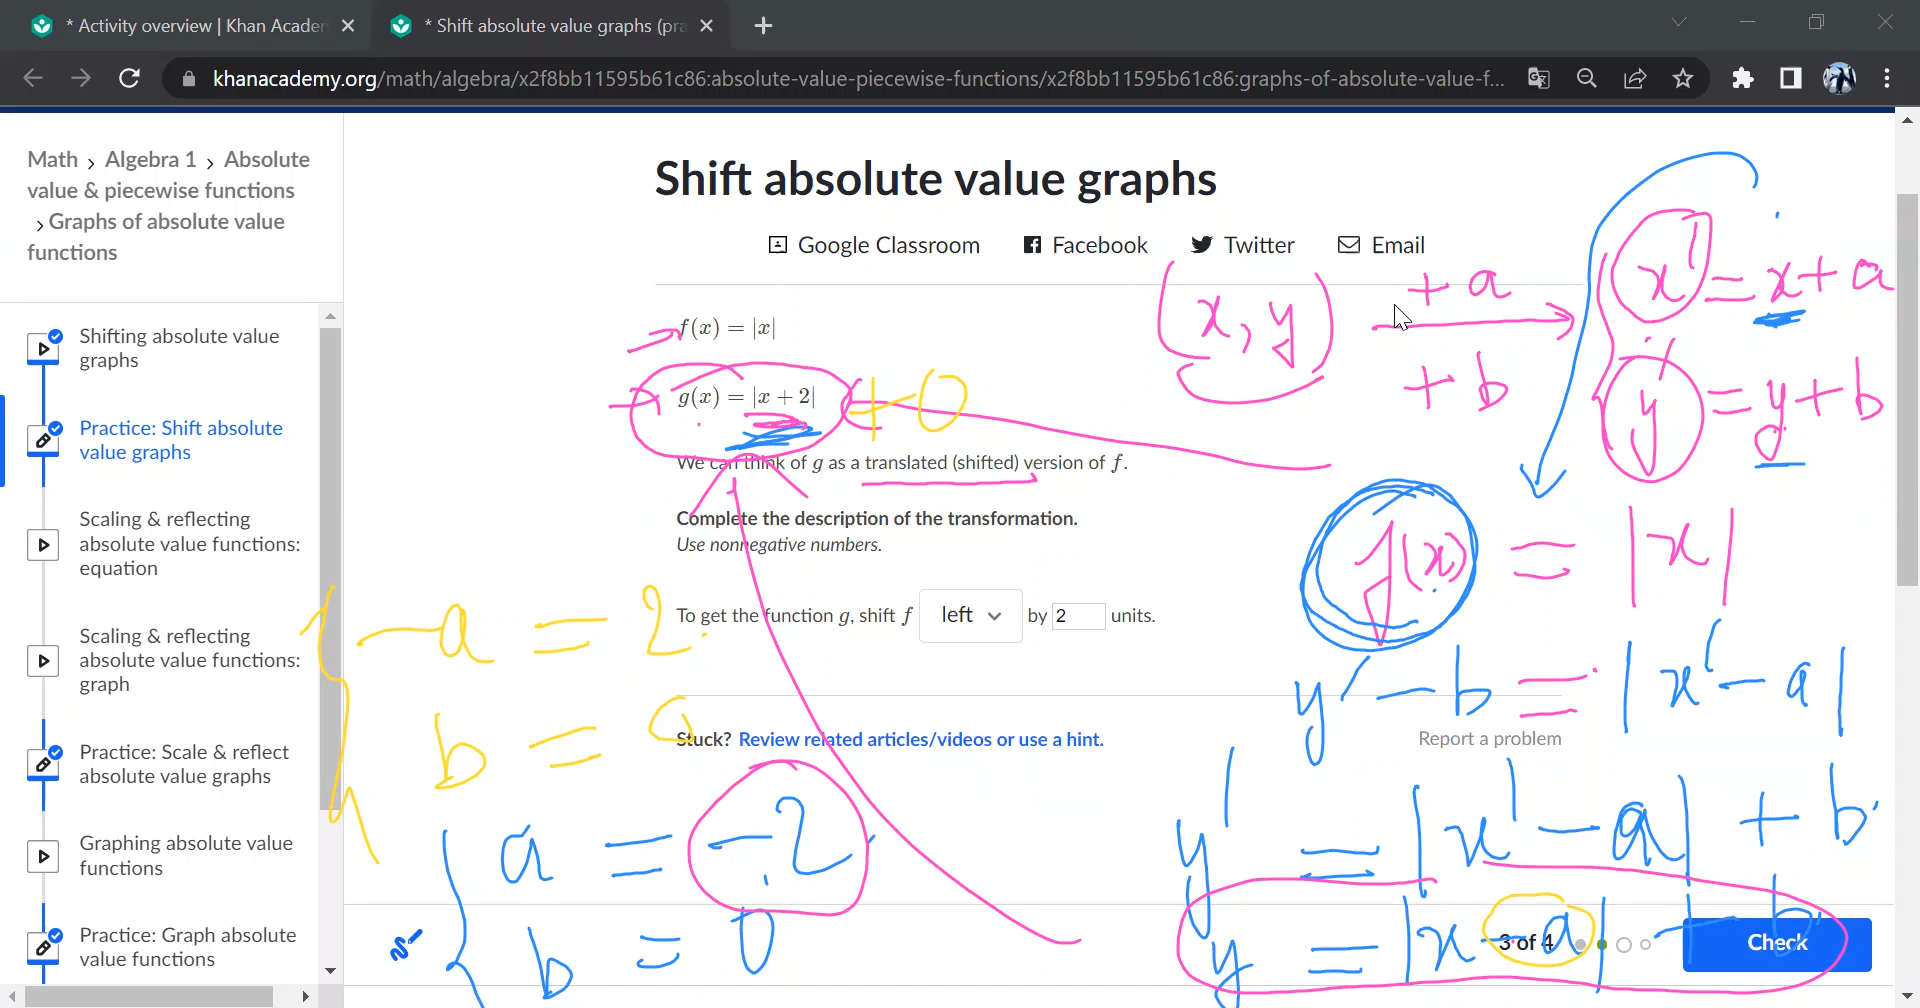 * Activity overview | Khan Acader
* Shift absolute value graphs (pra
khanacademy.org/math/algebra/x2f8bb11595b61c86:absolute-value-piecewise-functions/x2f8bb11595b61c86:graphs-of-absolute-value-f...
Math › Algebra 1 › Absolute
value & piecewise functions
› Graphs of absolute value
functions
Shifting absolute value
graphs
Practice: Shift absolute
value graphs
Scaling & reflecting
absolute value functions:
equation
Scaling & reflecting
absolute value functions:
graph
Practice: Scale & reflect
absolute value graphs
Graphing absolute value
functions
Practice: Graph absolute
value functions
Shift absolute value graphs
Google Classroom Facebook Twitter Email
f(x) = |x|
g(x) = |x + 2| + 0
We can think of g as a translated (shifted) version of f.
Complete the description of the transformation.
Use nonnegative numbers.
To get the function g, shift f left by 2 units.
Stuck? Review related articles/videos or use a hint.
Report a problem
3 of 4
Check
(x, y)
+ a
+ b
x' = x + a
y' = y + b
f(x) = |x|
y' - b = |x' - a|
y' = |x' - a| + b
y = |x - a| + b
- a = 2
b = 0
a = -2
b = 0